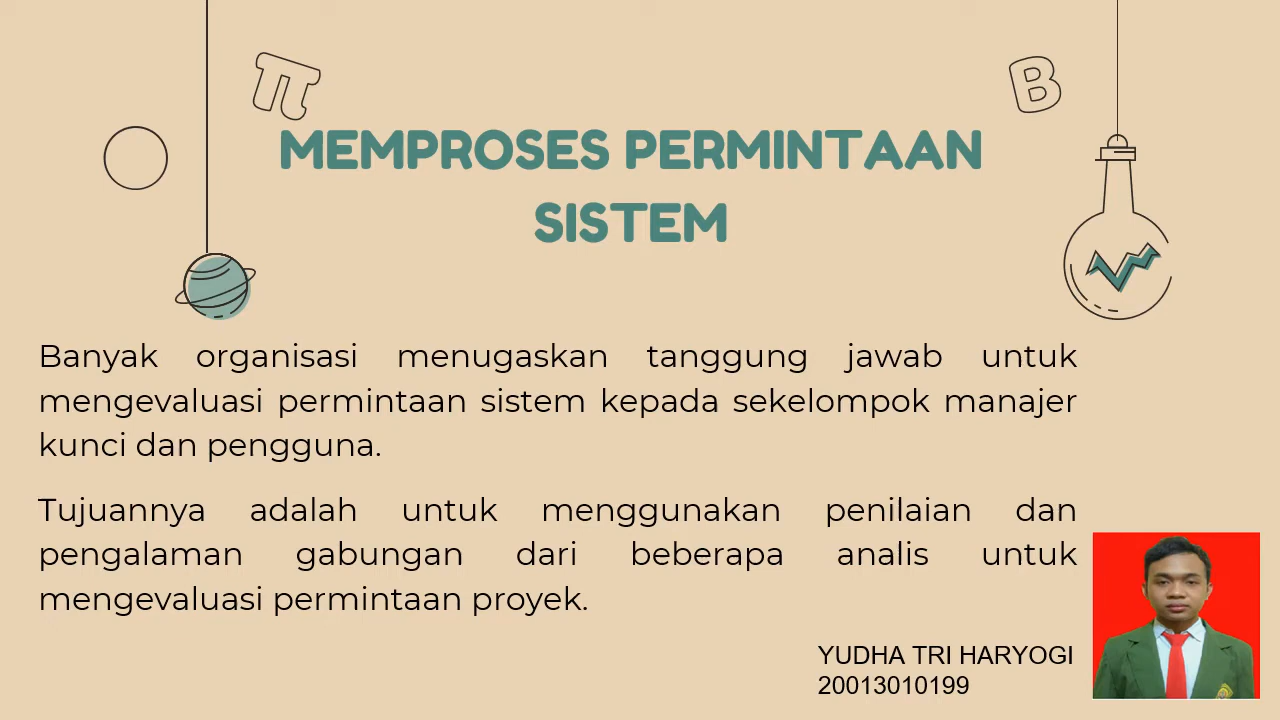 π
B
MEMPROSES PERMINTAAN
SISTEM
Banyak organisasi menugaskan tanggung jawab untuk
mengevaluasi permintaan sistem kepada sekelompok manajer
kunci dan pengguna.
Tujuannya adalah untuk menggunakan penilaian dan
pengalaman gabungan dari beberapa analis untuk
mengevaluasi permintaan proyek.
YUDHA TRI HARYOGI
20013010199